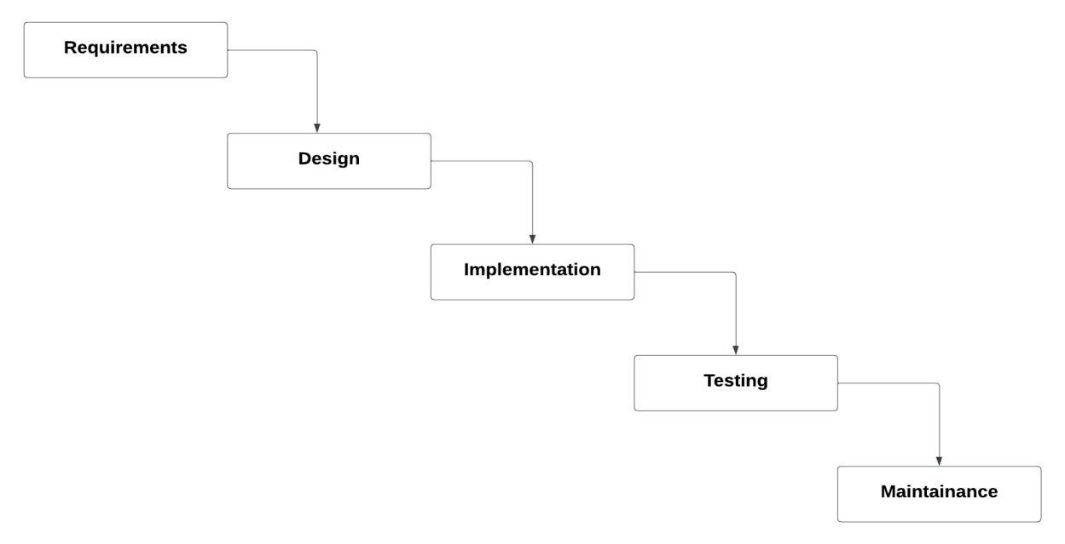 Requirements
Design
Implementation
Testing
Maintainance